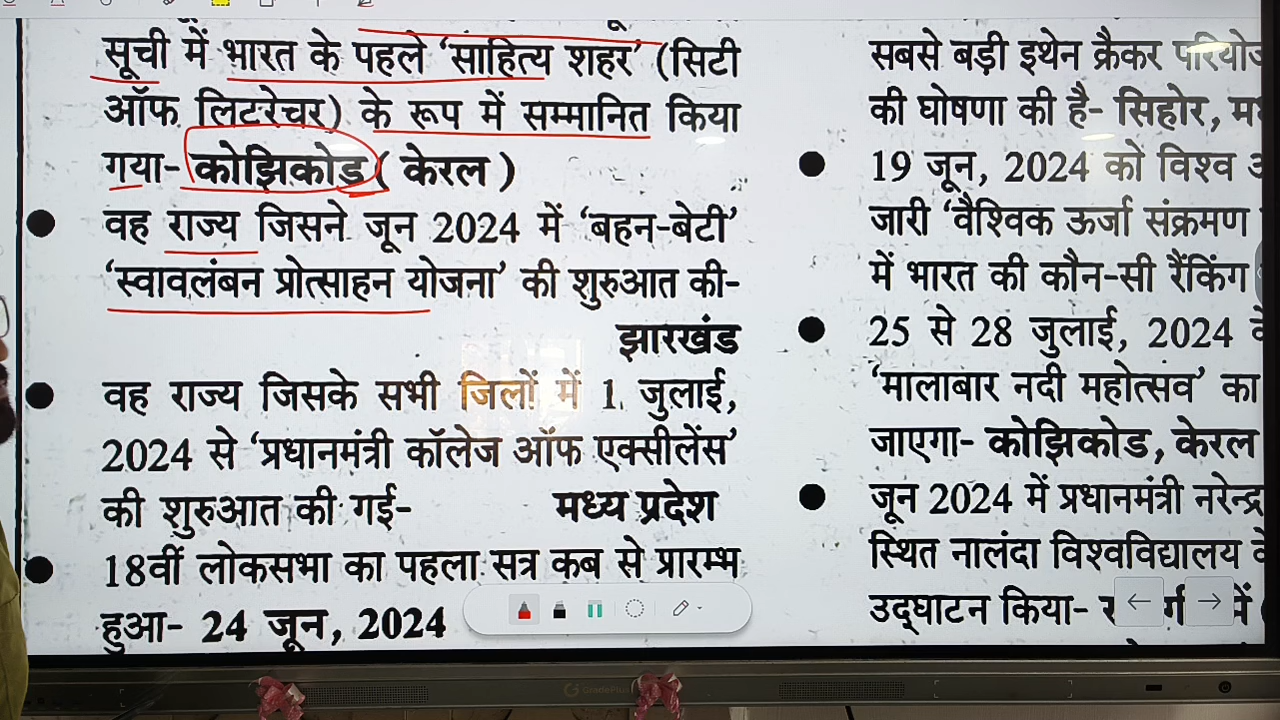 सूची में भारत के पहले ‘साहित्य शहर’ (सिटी
ऑफ लिटरेचर) के रूप में सम्मानित किया
गया- कोझिकोड ( केरल )
● वह राज्य जिसने जून 2024 में ‘बहन-बेटी’
‘स्वावलंबन प्रोत्साहन योजना’ की शुरुआत की-
झारखंड
● वह राज्य जिसके सभी जिलों में 1 जुलाई,
2024 से ‘प्रधानमंत्री कॉलेज ऑफ एक्सीलेंस’
की शुरुआत की गई- मध्य प्रदेश
● 18वीं लोकसभा का पहला सत्र कब से प्रारम्भ
हुआ- 24 जून, 2024
सबसे बड़ी इथेन क्रैकर
की घोषणा की है- सिहोर,
● 19 जून, 2024 को विश्व
जारी ‘वैश्विक ऊर्जा संक्रमण
में भारत की कौन-सी रैंकिंग
● 25 से 28 जुलाई, 2024
‘मालाबार नदी महोत्सव’ का
जाएगा- कोझिकोड, केरल
● जून 2024 में प्रधानमंत्री नरेन्द्र
स्थित नालंदा विश्वविद्यालय
उद्घाटन किया- में